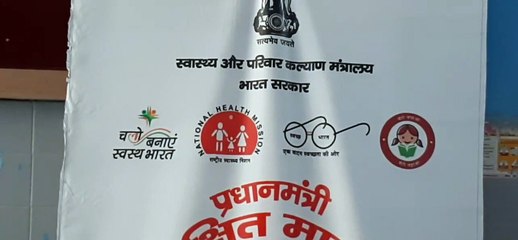 सत्यमेव जयते
स्वास्थ्य और परिवार कल्याण मंत्रालय
भारत सरकार
चलो बनाएं
स्वस्थ भारत
NATIONAL HEALTH MISSION
राष्ट्रीय स्वास्थ्य मिशन
स्वच्छ भारत
एक कदम स्वच्छता की ओर
प्रधानमंत्री